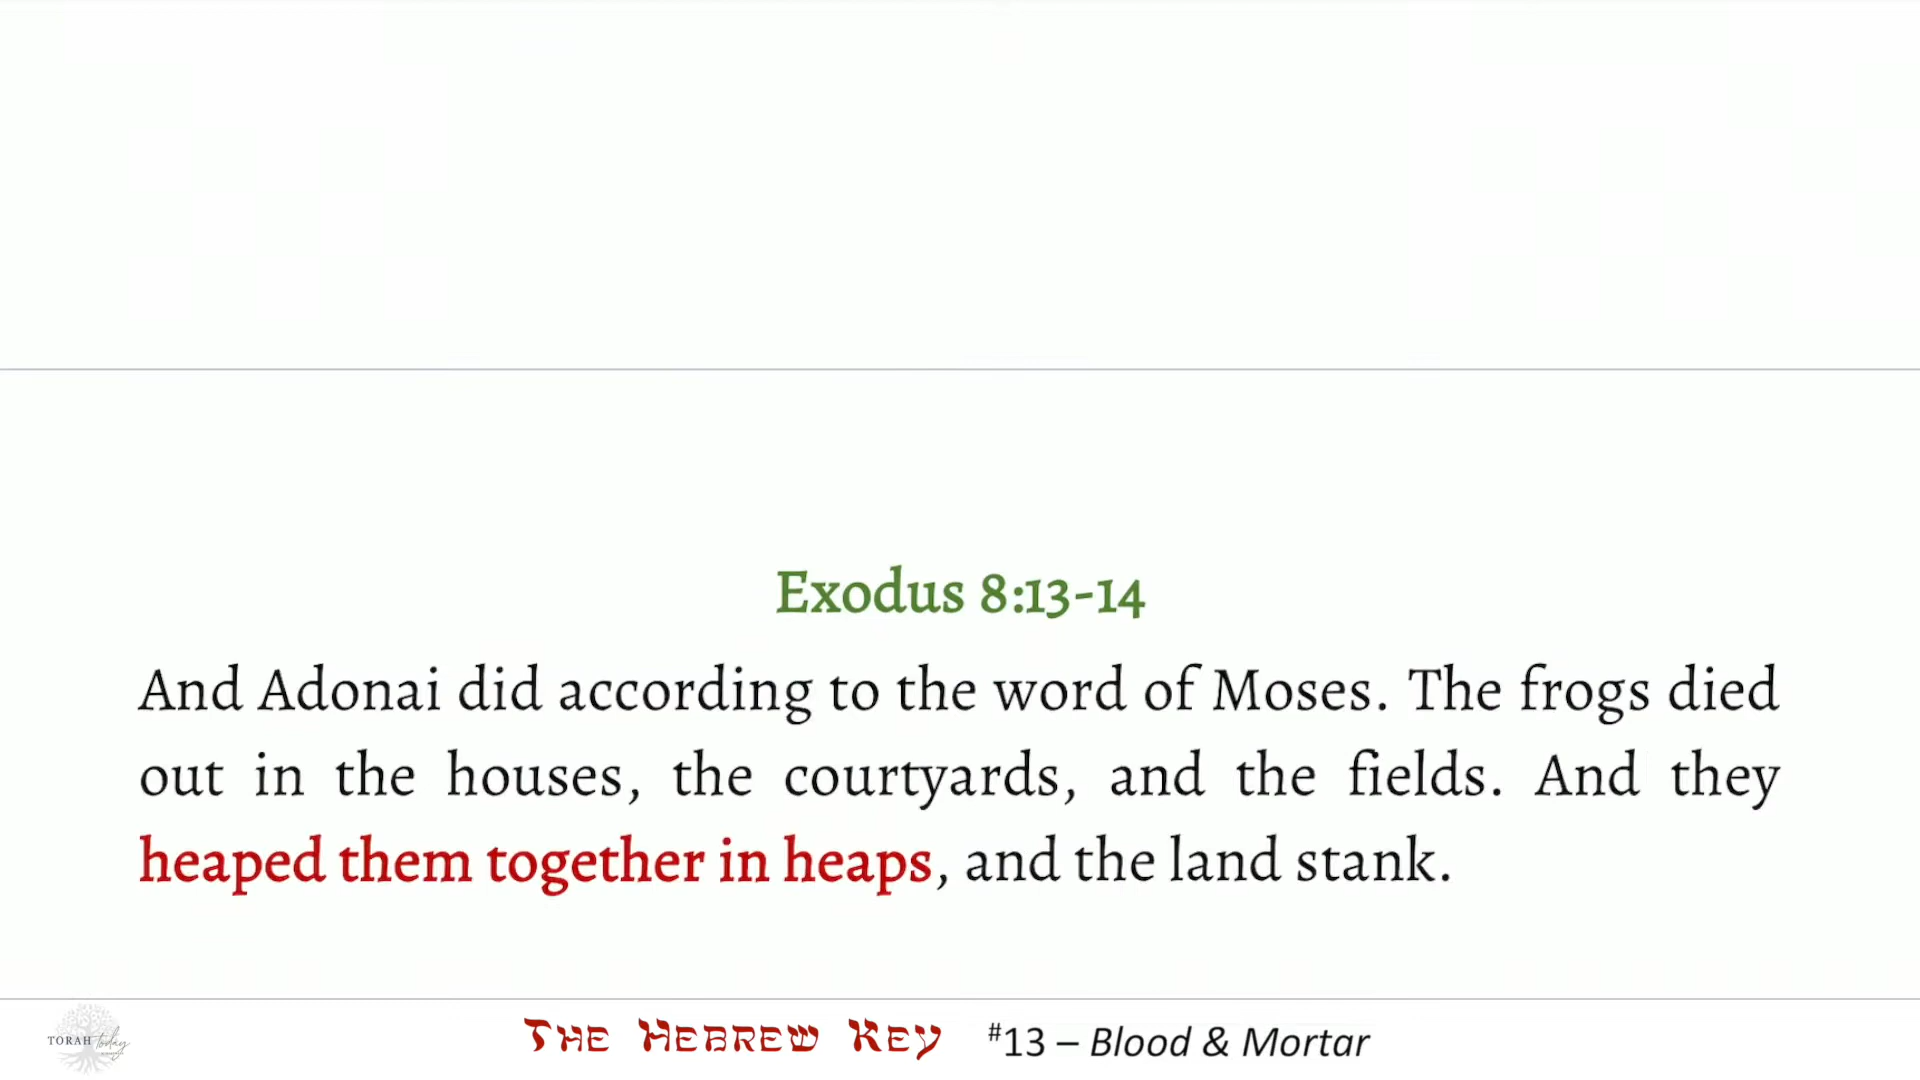 Exodus 8:13-14
And Adonai did according to the word of Moses. The frogs died
out in the houses, the courtyards, and the fields. And they
heaped them together in heaps, and the land stank.
TORAH today
THE HEBREW KEY #13 – Blood & Mortar